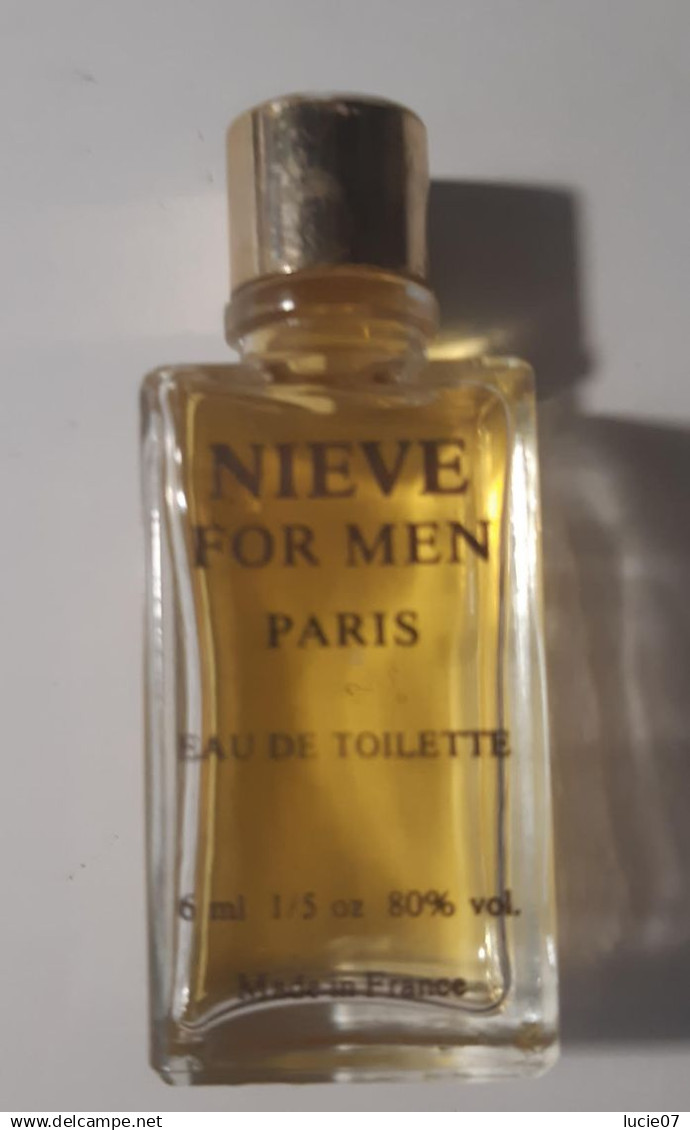 NIEVE
FOR MEN
PARIS
EAU DE TOILETTE
6 ml 1/5 oz 80% vol.
Made in France
www.delcampe.net
lucie07